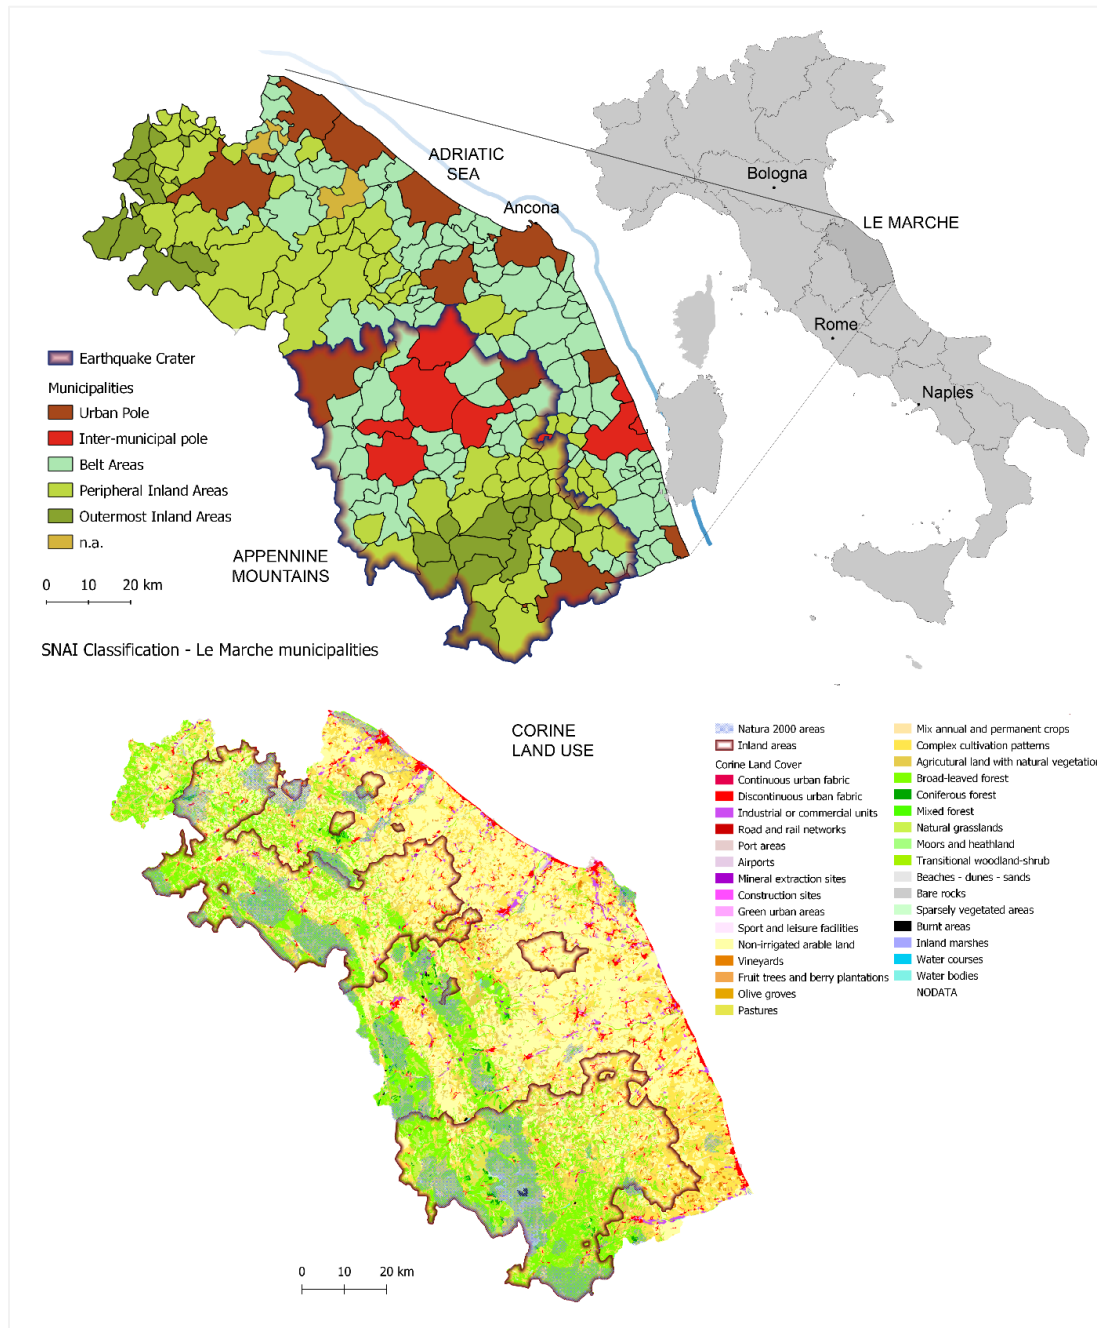 ADRIATIC
SEA
Ancona
Bologna
LE MARCHE
Rome
Naples
Earthquake Crater
Municipalities
Urban Pole
Inter-municipal pole
Belt Areas
Peripheral Inland Areas
Outermost Inland Areas
n.a.
APPENNINE
MOUNTAINS
0 10 20 km
SNAI Classification - Le Marche municipalities
CORINE
LAND USE
Natura 2000 areas
Inland areas
Corine Land Cover
Continuous urban fabric
Discontinuous urban fabric
Industrial or commercial units
Road and rail networks
Port areas
Airports
Mineral extraction sites
Construction sites
Green urban areas
Sport and leisure facilities
Non-irrigated arable land
Vineyards
Fruit trees and berry plantations
Olive groves
Pastures
Mix annual and permanent crops
Complex cultivation patterns
Agricutural land with natural vegetation
Broad-leaved forest
Coniferous forest
Mixed forest
Natural grasslands
Moors and heathland
Transitional woodland-shrub
Beaches - dunes - sands
Bare rocks
Sparsely vegetated areas
Burnt areas
Inland marshes
Water courses
Water bodies
NODATA
0 10 20 km